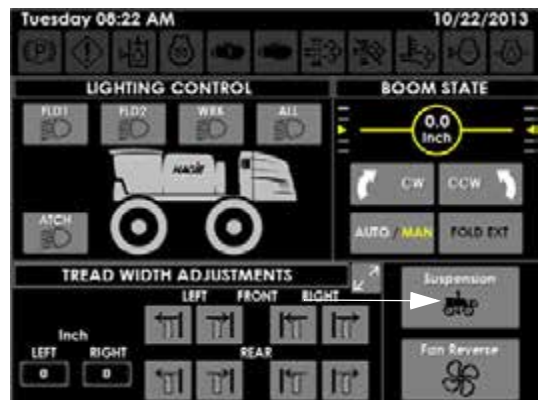 Tuesday 08:22 AM 10/22/2013
(P)
LIGHTING CONTROL
FLD1 FLD2 WRK ALL
HAGIE
ATCH
BOOM STATE
0.0
Inch
CW CCW
AUTO / MAN FOLD EXT
TREAD WIDTH ADJUSTMENTS
LEFT FRONT RIGHT
Inch
LEFT RIGHT
REAR
0 0
Suspension
Fan Reverse